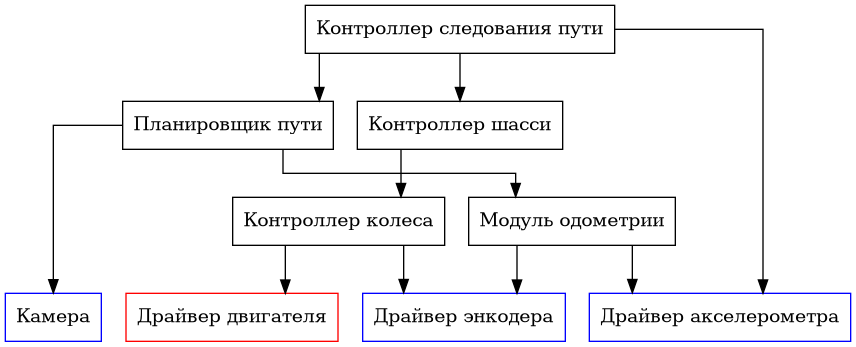 Контроллер следования пути
Планировщик пути
Контроллер шасси
Контроллер колеса
Модуль одометрии
Камера
Драйвер двигателя
Драйвер энкодера
Драйвер акселерометра